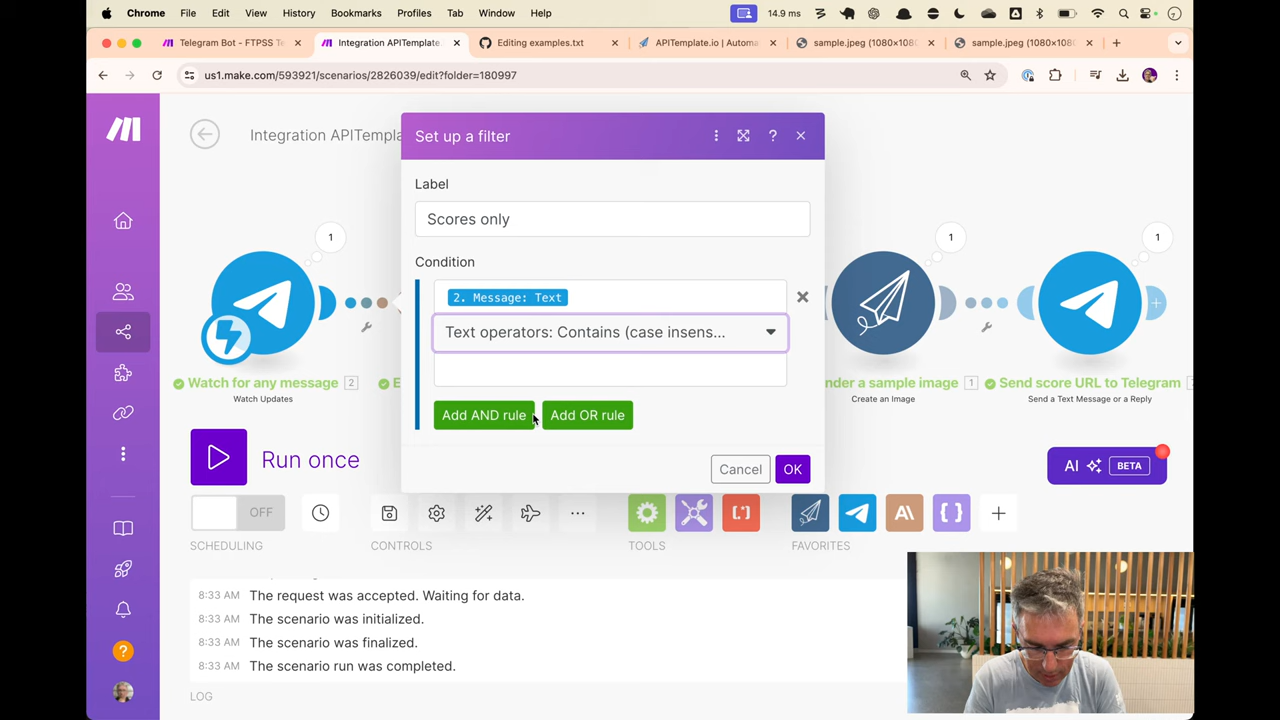 Chrome File Edit View History Bookmarks Profiles Tab Window Help 14.9 ms
Telegram Bot - FTPSS Te
Integration APITemplate.
Editing examples.txt
APITemplate.io | Automa
sample.jpeg (1080×108
sample.jpeg (1080×108
us1.make.com/593921/scenarios/2826039/edit?folder=180997
Integration APITempla
Set up a filter
Label
Scores only
Condition
2. Message: Text
Text operators: Contains (case insens...
Add AND rule
Add OR rule
Cancel
OK
1
1
1
Watch for any message 2
Watch Updates
E
nder a sample image 1
Create an Image
Send score URL to Telegram
Send a Text Message or a Reply
Run once
AI BETA
OFF
SCHEDULING
CONTROLS
TOOLS
FAVORITES
8:33 AM The request was accepted. Waiting for data.
8:33 AM The scenario was initialized.
8:33 AM The scenario was finalized.
8:33 AM The scenario run was completed.
LOG